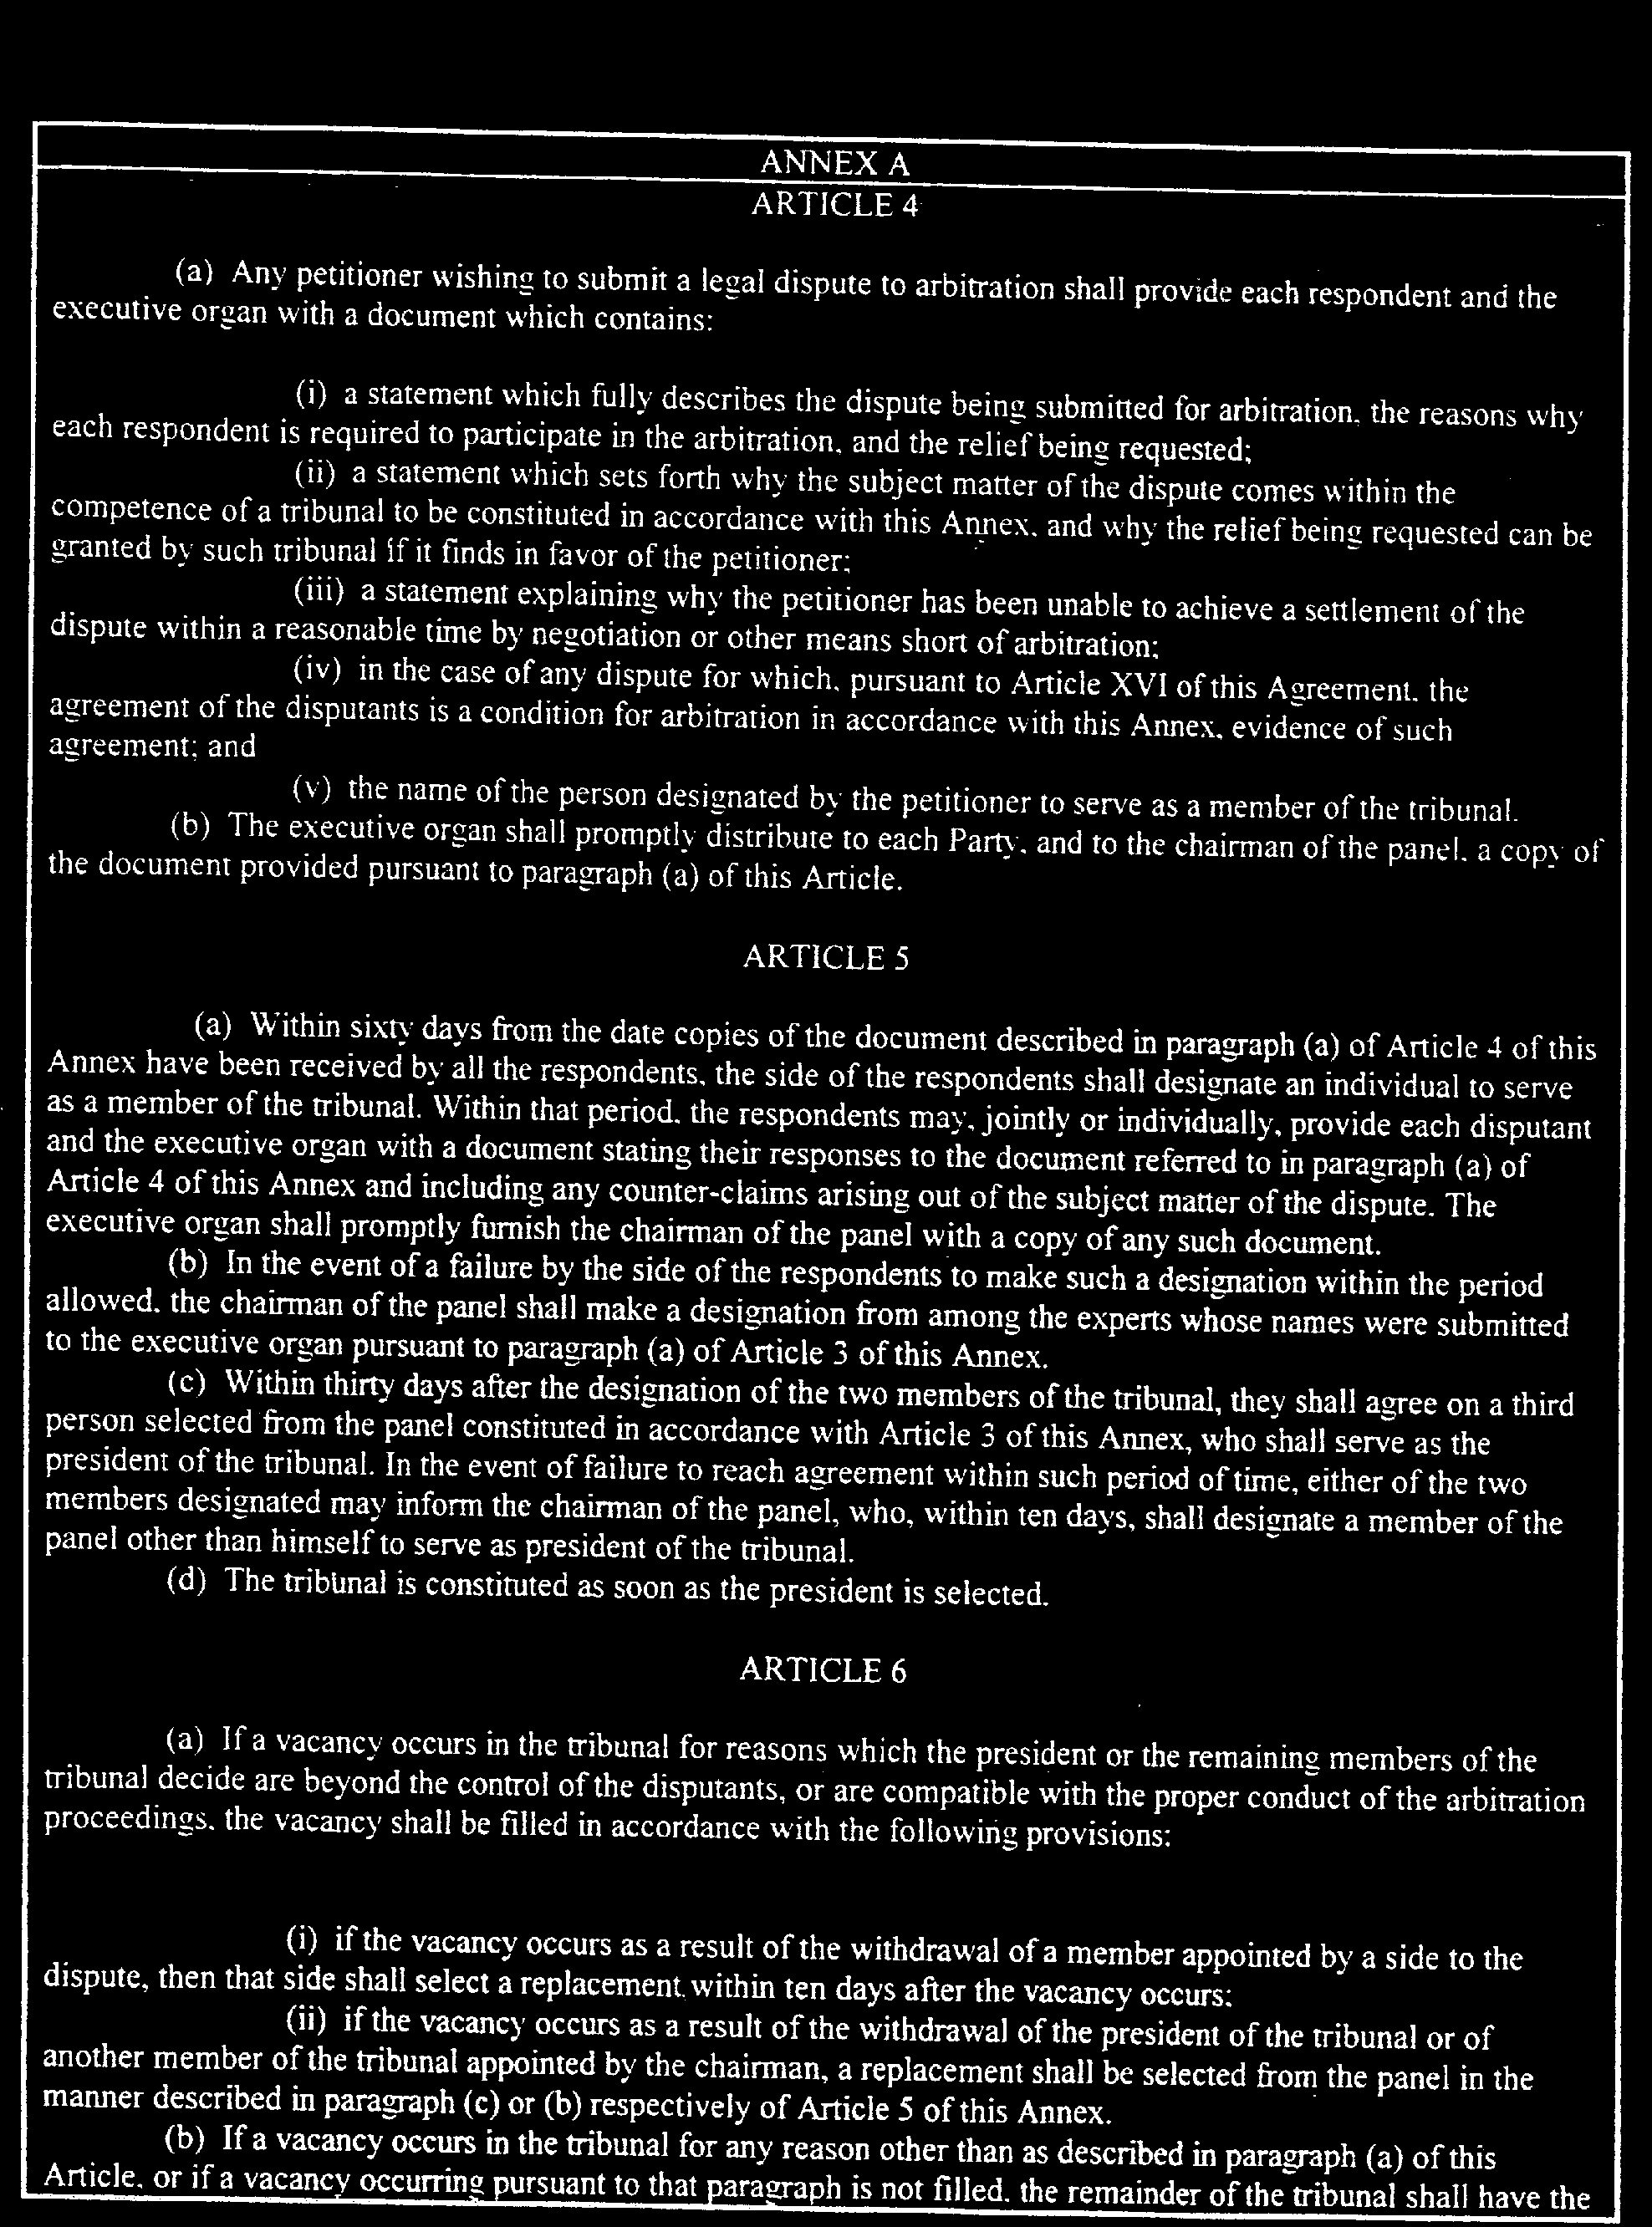 ANNEX A
ARTICLE 4
(a) Any petitioner wishing to submit a legal dispute to arbitration shall provide each respondent and the
executive organ with a document which contains:
(i) a statement which fully describes the dispute being submitted for arbitration, the reasons why
each respondent is required to participate in the arbitration, and the relief being requested;
(ii) a statement which sets forth why the subject matter of the dispute comes within the
competence of a tribunal to be constituted in accordance with this Annex, and why the relief being requested can be
granted by such tribunal if it finds in favor of the petitioner;
(iii) a statement explaining why the petitioner has been unable to achieve a settlement of the
dispute within a reasonable time by negotiation or other means short of arbitration;
(iv) in the case of any dispute for which, pursuant to Article XVI of this Agreement, the
agreement of the disputants is a condition for arbitration in accordance with this Annex, evidence of such
agreement; and
(v) the name of the person designated by the petitioner to serve as a member of the tribunal.
(b) The executive organ shall promptly distribute to each Party, and to the chairman of the panel, a copy of
the document provided pursuant to paragraph (a) of this Article.
ARTICLE 5
(a) Within sixty days from the date copies of the document described in paragraph (a) of Article 4 of this
Annex have been received by all the respondents, the side of the respondents shall designate an individual to serve
as a member of the tribunal. Within that period, the respondents may, jointly or individually, provide each disputant
and the executive organ with a document stating their responses to the document referred to in paragraph (a) of
Article 4 of this Annex and including any counter-claims arising out of the subject matter of the dispute. The
executive organ shall promptly furnish the chairman of the panel with a copy of any such document.
(b) In the event of a failure by the side of the respondents to make such a designation within the period
allowed, the chairman of the panel shall make a designation from among the experts whose names were submitted
to the executive organ pursuant to paragraph (a) of Article 3 of this Annex.
(c) Within thirty days after the designation of the two members of the tribunal, they shall agree on a third
person selected from the panel constituted in accordance with Article 3 of this Annex, who shall serve as the
president of the tribunal. In the event of failure to reach agreement within such period of time, either of the two
members designated may inform the chairman of the panel, who, within ten days, shall designate a member of the
panel other than himself to serve as president of the tribunal.
(d) The tribunal is constituted as soon as the president is selected.
ARTICLE 6
(a) If a vacancy occurs in the tribunal for reasons which the president or the remaining members of the
tribunal decide are beyond the control of the disputants, or are compatible with the proper conduct of the arbitration
proceedings, the vacancy shall be filled in accordance with the following provisions:
(i) if the vacancy occurs as a result of the withdrawal of a member appointed by a side to the
dispute, then that side shall select a replacement within ten days after the vacancy occurs;
(ii) if the vacancy occurs as a result of the withdrawal of the president of the tribunal or of
another member of the tribunal appointed by the chairman, a replacement shall be selected from the panel in the
manner described in paragraph (c) or (b) respectively of Article 5 of this Annex.
(b) If a vacancy occurs in the tribunal for any reason other than as described in paragraph (a) of this
Article, or if a vacancy occurring pursuant to that paragraph is not filled, the remainder of the tribunal shall have the